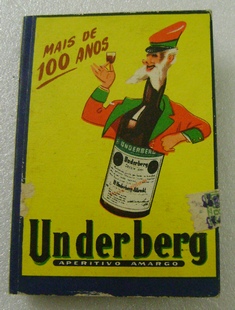 MAIS DE
100 ANOS
UNDERBERG
Underberg
Underberg
APERITIVO AMARGO